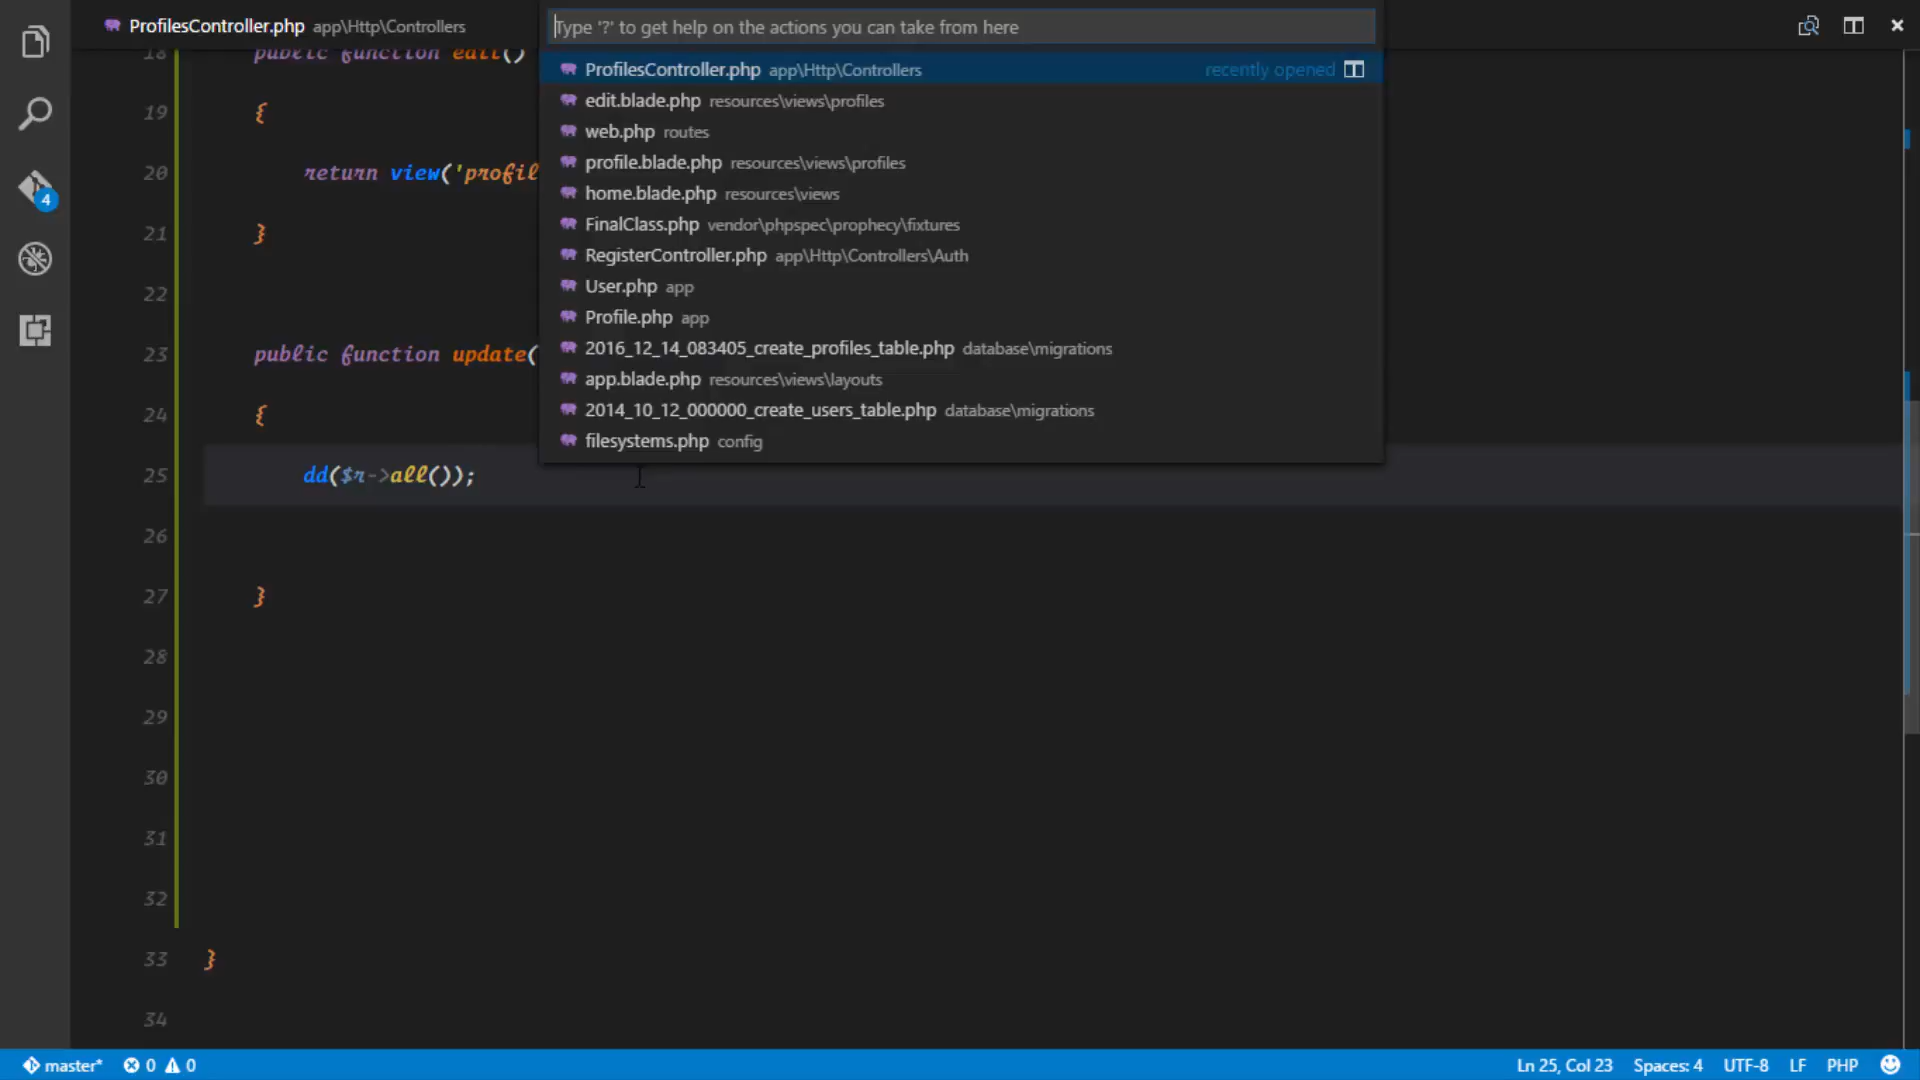 ProfilesController.php app\Http\Controllers
Type '?' to get help on the actions you can take from here
ProfilesController.php app\Http\Controllers recently opened
edit.blade.php resources\views\profiles
web.php routes
profile.blade.php resources\views\profiles
home.blade.php resources\views
FinalClass.php vendor\phpspec\prophecy\fixtures
RegisterController.php app\Http\Controllers\Auth
User.php app
Profile.php app
2016_12_14_083405_create_profiles_table.php database\migrations
app.blade.php resources\views\layouts
2014_10_12_000000_create_users_table.php database\migrations
filesystems.php config
4
18 public function edit()
19 {
20 return view('profil
21 }
22
23 public function update(
24 {
25 dd($r->all());
26
27 }
28
29
30
31
32
33 }
34
master* 0 0 Ln 25, Col 23 Spaces: 4 UTF-8 LF PHP